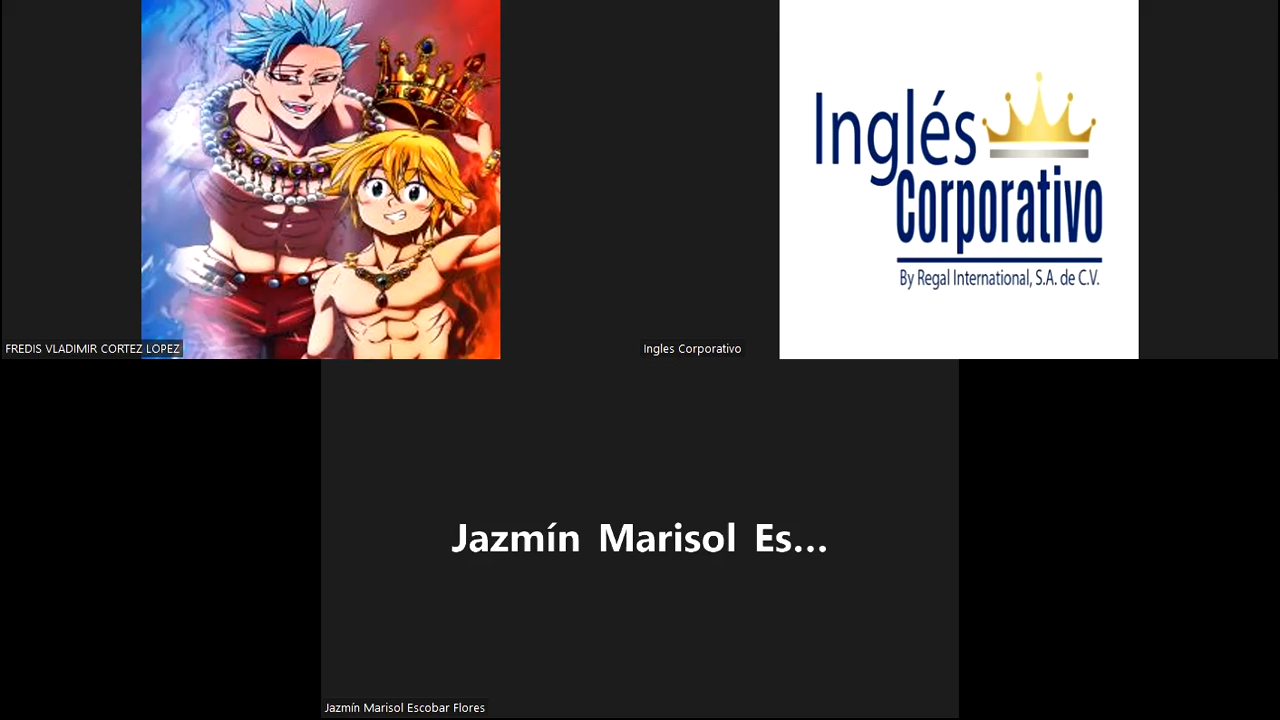 Inglés
Corporativo
By Regal International, S.A. de C.V.
FREDIS VLADIMIR CORTEZ LOPEZ
Ingles Corporativo
Jazmín Marisol Es...
Jazmín Marisol Escobar Flores